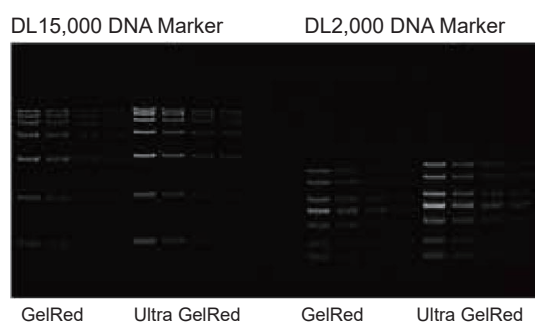 DL15,000 DNA Marker DL2,000 DNA Marker
GelRed Ultra GelRed GelRed Ultra GelRed